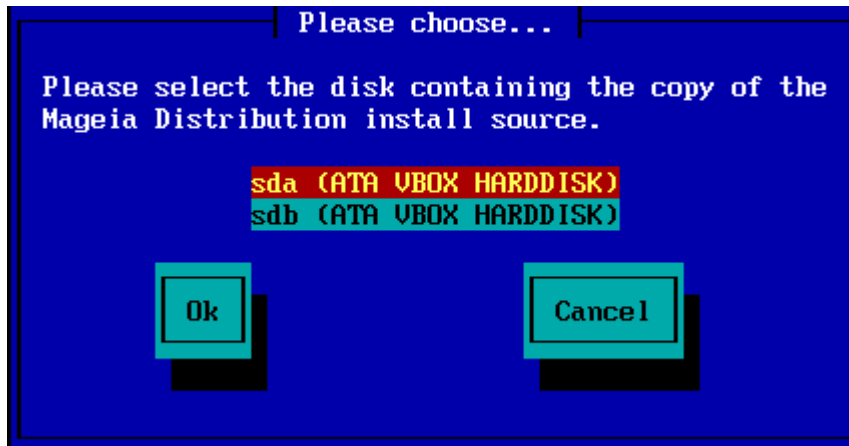 Please choose...
Please select the disk containing the copy of the
Mageia Distribution install source.
sda (ATA VBOX HARDDISK)
sdb (ATA VBOX HARDDISK)
Ok Cancel